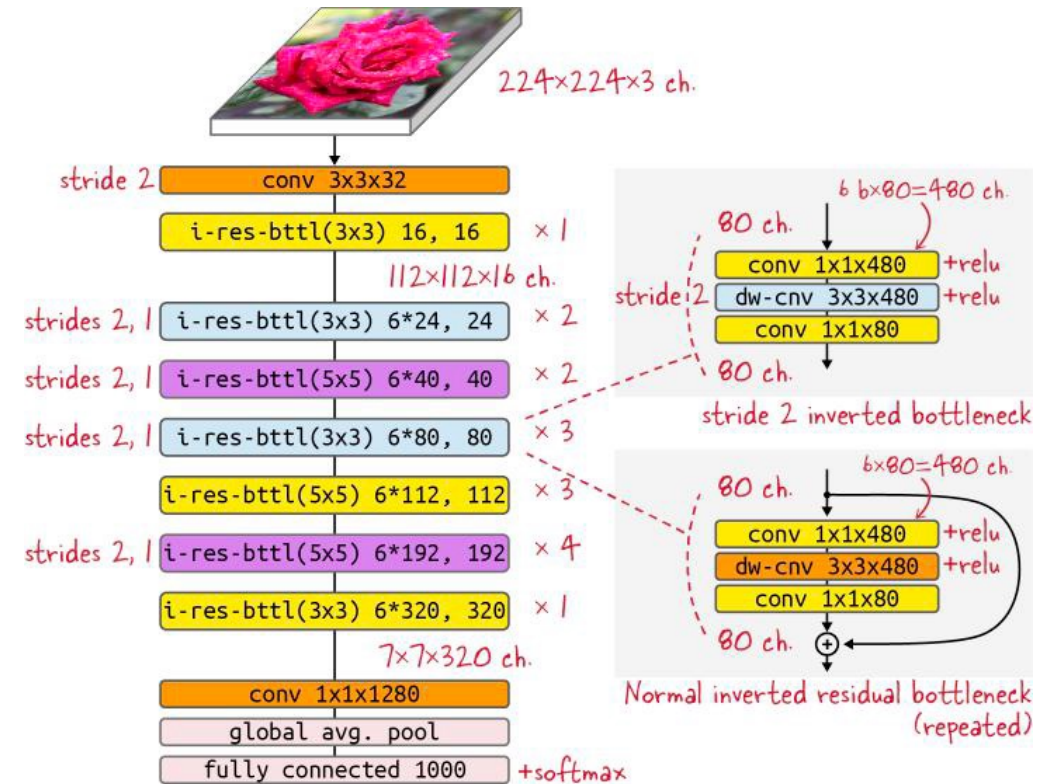 224×224×3 ch.
stride 2 conv 3x3x32
i-res-bttl(3x3) 16, 16 ×1
112×112×16 ch.
strides 2, 1 i-res-bttl(3x3) 6*24, 24 ×2
strides 2, 1 i-res-bttl(5x5) 6*40, 40 ×2
strides 2, 1 i-res-bttl(3x3) 6*80, 80 ×3
i-res-bttl(5x5) 6*112, 112 ×3
strides 2, 1 i-res-bttl(5x5) 6*192, 192 ×4
i-res-bttl(3x3) 6*320, 320 ×1
7×7×320 ch.
conv 1x1x1280
global avg. pool
fully connected 1000 +softmax
6 6×80=480 ch.
80 ch.
conv 1x1x480 +relu
stride 2 dw-cnv 3x3x480 +relu
conv 1x1x80
80 ch.
stride 2 inverted bottleneck
6×80=480 ch.
80 ch.
conv 1x1x480 +relu
dw-cnv 3x3x480 +relu
conv 1x1x80
80 ch. +
Normal inverted residual bottleneck
(repeated)